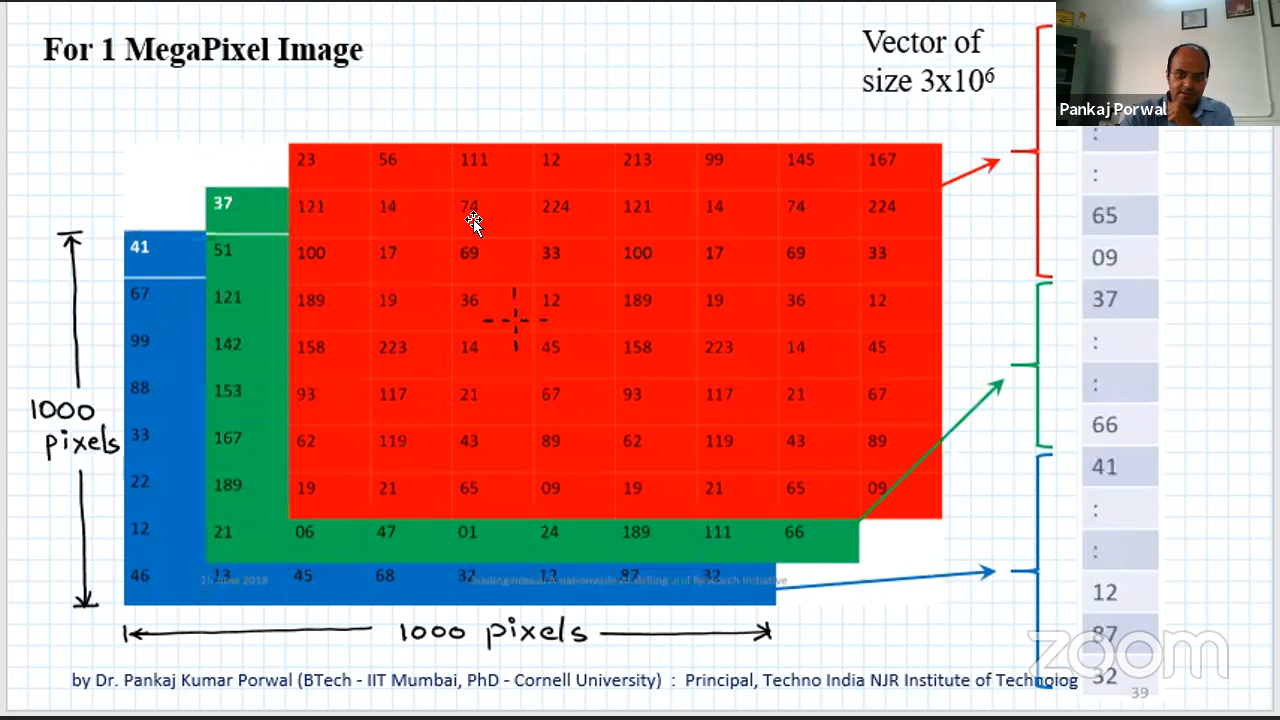 For 1 MegaPixel Image
Vector of
size 3x10⁶
Pankaj Porwal
23 56 111 12 213 99 145 167
37 121 14 74 224 121 14 74 224
41 51 100 17 69 33 100 17 69 33
67 121 189 19 36 12 189 19 36 12
99 142 158 223 14 45 158 223 14 45
88 153 93 117 21 67 93 117 21 67
33 167 62 119 43 89 62 119 43 89
22 189 19 21 65 09 19 21 65 09
12 21 06 47 01 24 189 111 66
46 13 45 68 32 12 87 32
1000
pixels
1000 pixels
:
:
65
09
37
:
:
66
41
:
:
12
87
32
zoom
by Dr. Pankaj Kumar Porwal (BTech - IIT Mumbai, PhD - Cornell University) : Principal, Techno India NJR Institute of Technolog
39